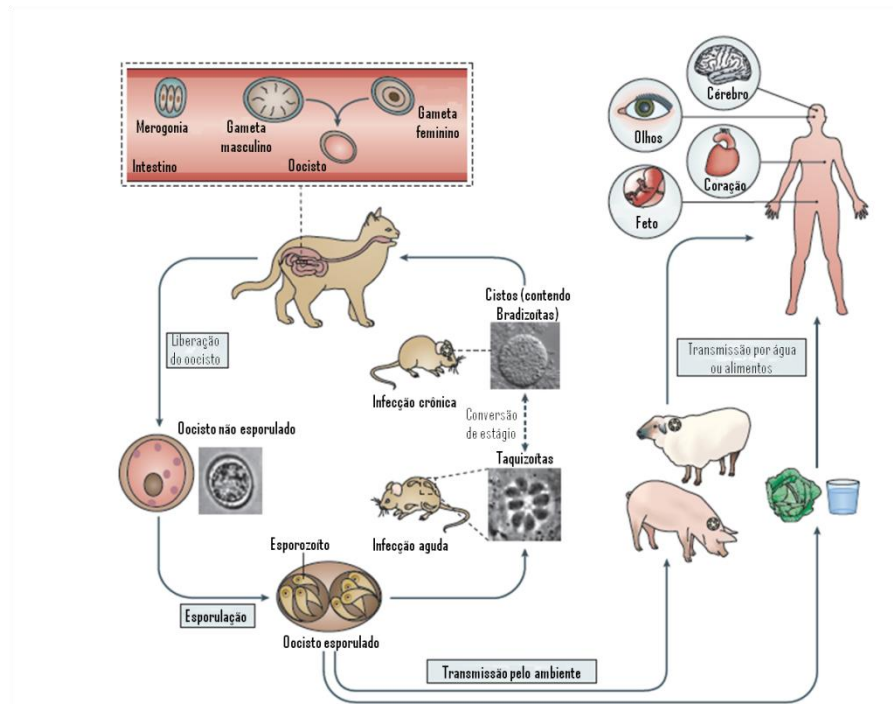 Merogonia
Gameta
masculino
Gameta
feminino
Intestino
Oocisto
Cérebro
Olhos
Coração
Feto
Liberação
do oocisto
Cistos (contendo
Bradizoítas)
Infecção crônica
Conversão
de estágio
Taquizoítas
Infecção aguda
Oocisto não esporulado
Esporozoíto
Esporulação
Oocisto esporulado
Transmissão pelo ambiente
Transmissão por água
ou alimentos